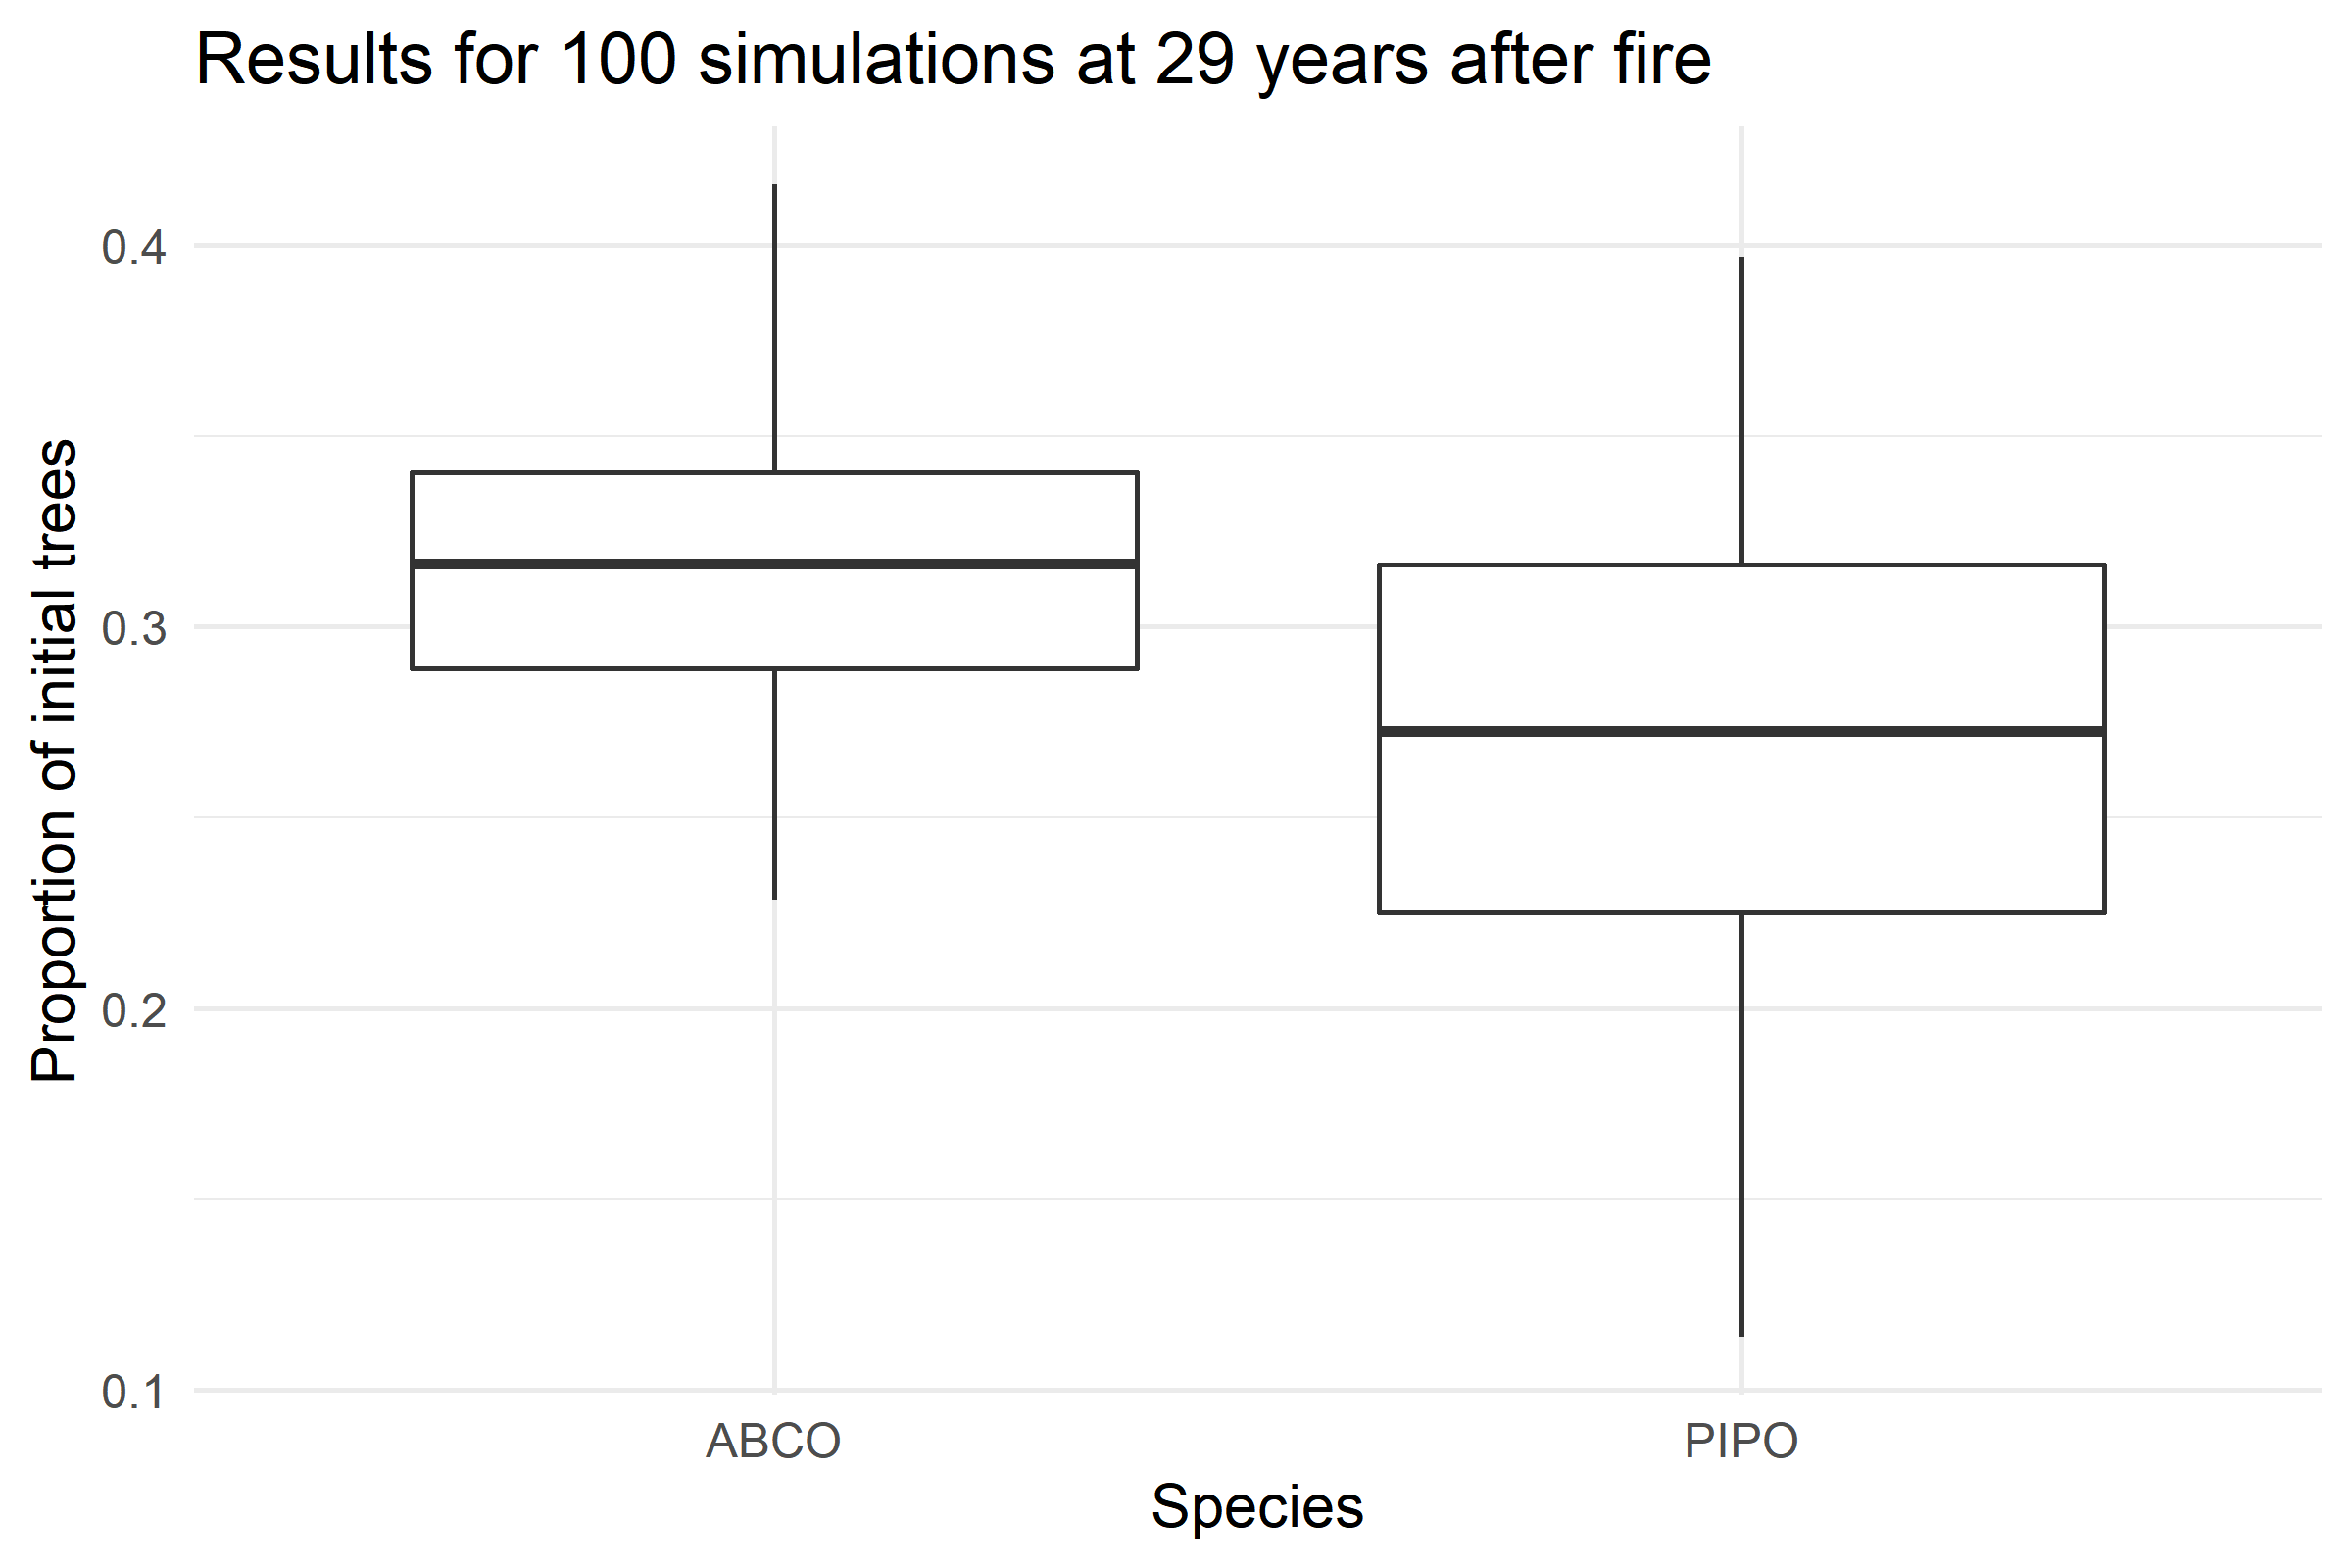 Results for 100 simulations at 29 years after fire
Proportion of initial trees
0.4
0.3
0.2
0.1
ABCO
PIPO
Species